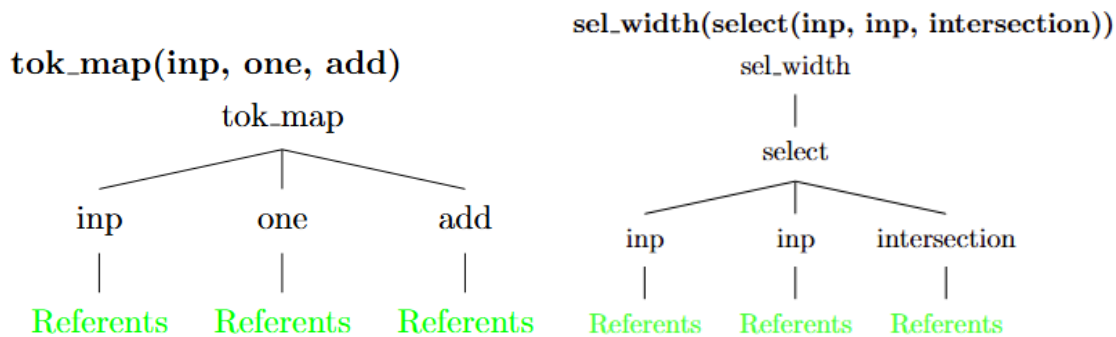 tok_map(inp, one, add)
tok_map
inp one add
Referents Referents Referents
sel_width(select(inp, inp, intersection))
sel_width
select
inp inp intersection
Referents Referents Referents